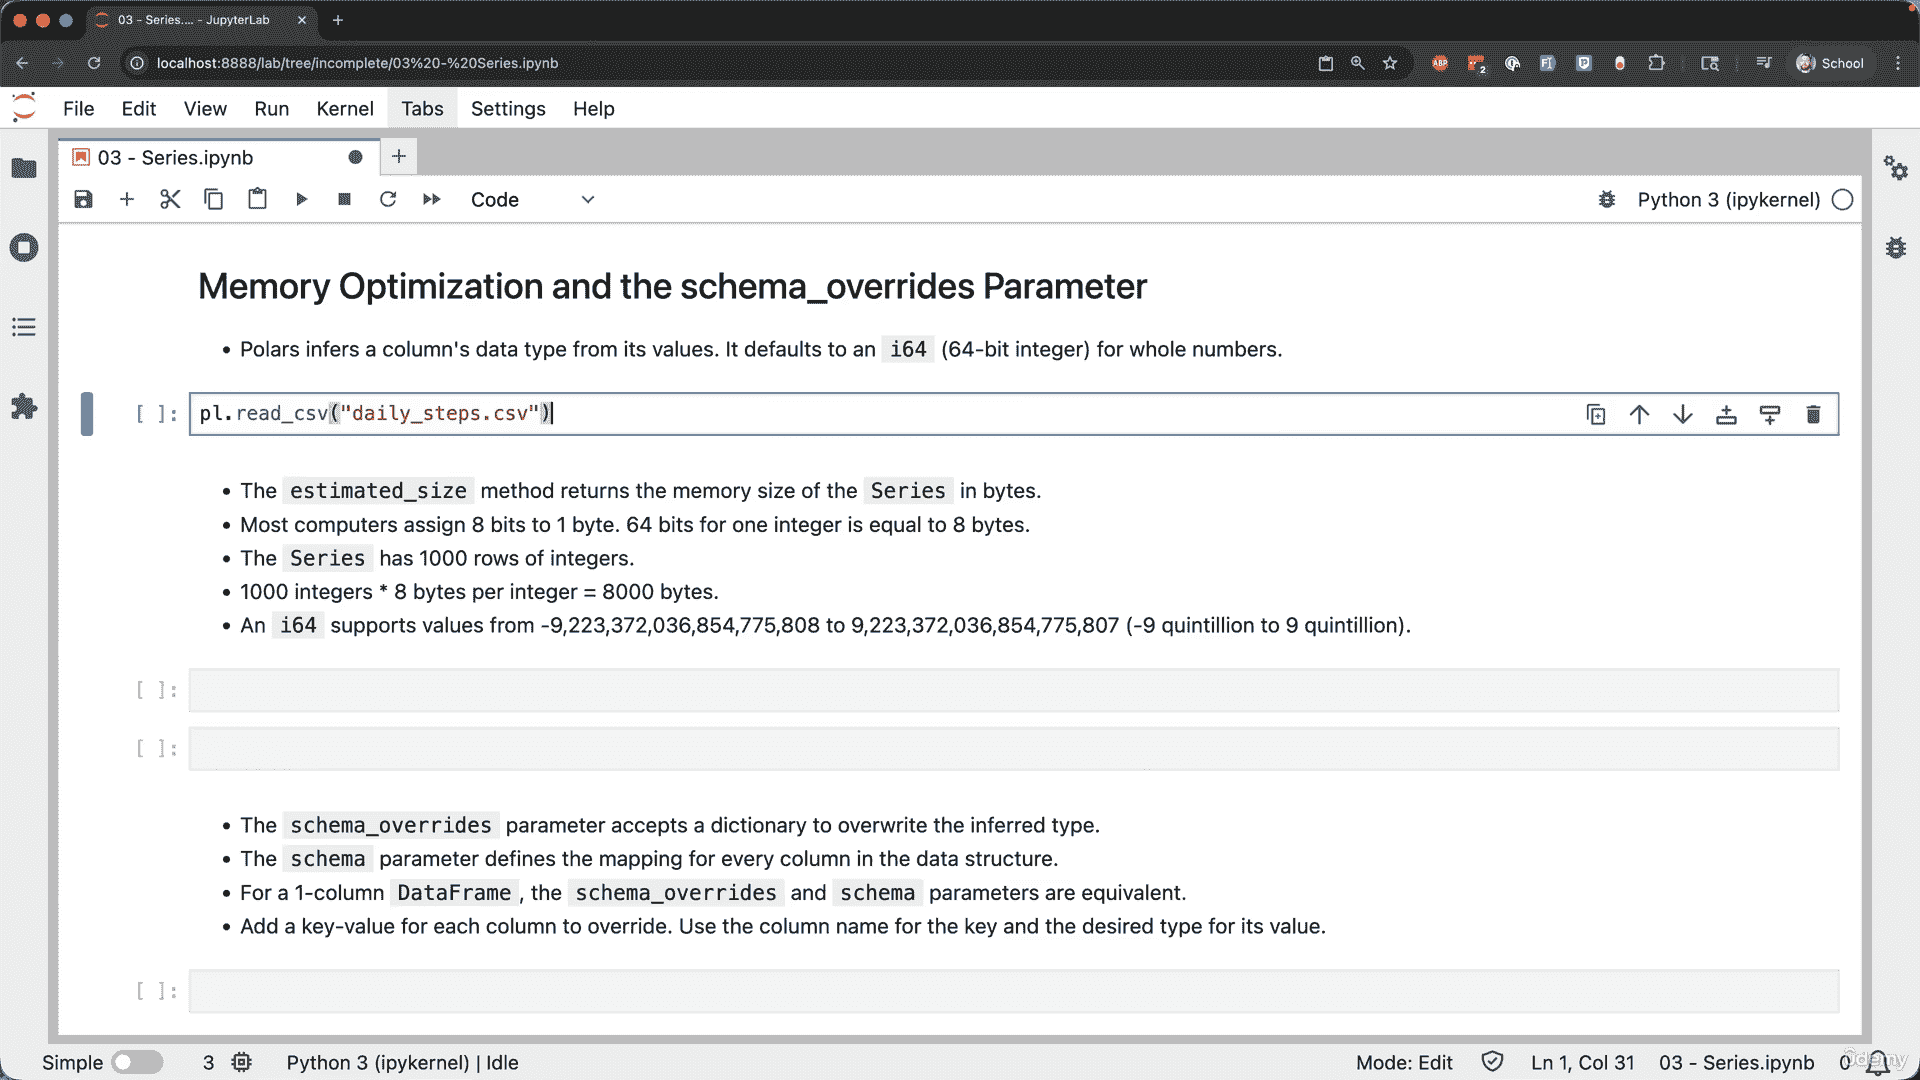 03 - Series.... - JupyterLab
localhost:8888/lab/tree/incomplete/03%20-%20Series.ipynb
ABP
2
School
File Edit View Run Kernel Tabs Settings Help
03 - Series.ipynb
Code
Python 3 (ipykernel)
Memory Optimization and the schema_overrides Parameter
• Polars infers a column's data type from its values. It defaults to an i64 (64-bit integer) for whole numbers.
[ ]: pl.read_csv("daily_steps.csv")
• The estimated_size method returns the memory size of the Series in bytes.
• Most computers assign 8 bits to 1 byte. 64 bits for one integer is equal to 8 bytes.
• The Series has 1000 rows of integers.
• 1000 integers * 8 bytes per integer = 8000 bytes.
• An i64 supports values from -9,223,372,036,854,775,808 to 9,223,372,036,854,775,807 (-9 quintillion to 9 quintillion).
[ ]:
[ ]:
• The schema_overrides parameter accepts a dictionary to overwrite the inferred type.
• The schema parameter defines the mapping for every column in the data structure.
• For a 1-column DataFrame , the schema_overrides and schema parameters are equivalent.
• Add a key-value for each column to override. Use the column name for the key and the desired type for its value.
[ ]:
Simple 3 Python 3 (ipykernel) | Idle Mode: Edit Ln 1, Col 31 03 - Series.ipynb 0
udemy